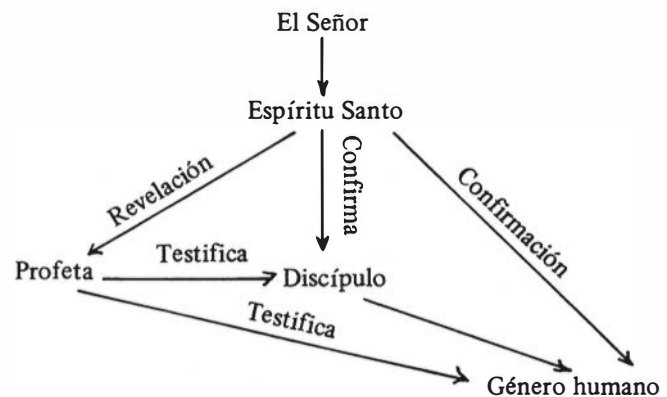 El Señor
Espíritu Santo
Revelación
Confirma
Confirmación
Profeta
Testifica
Discípulo
Testifica
Género humano